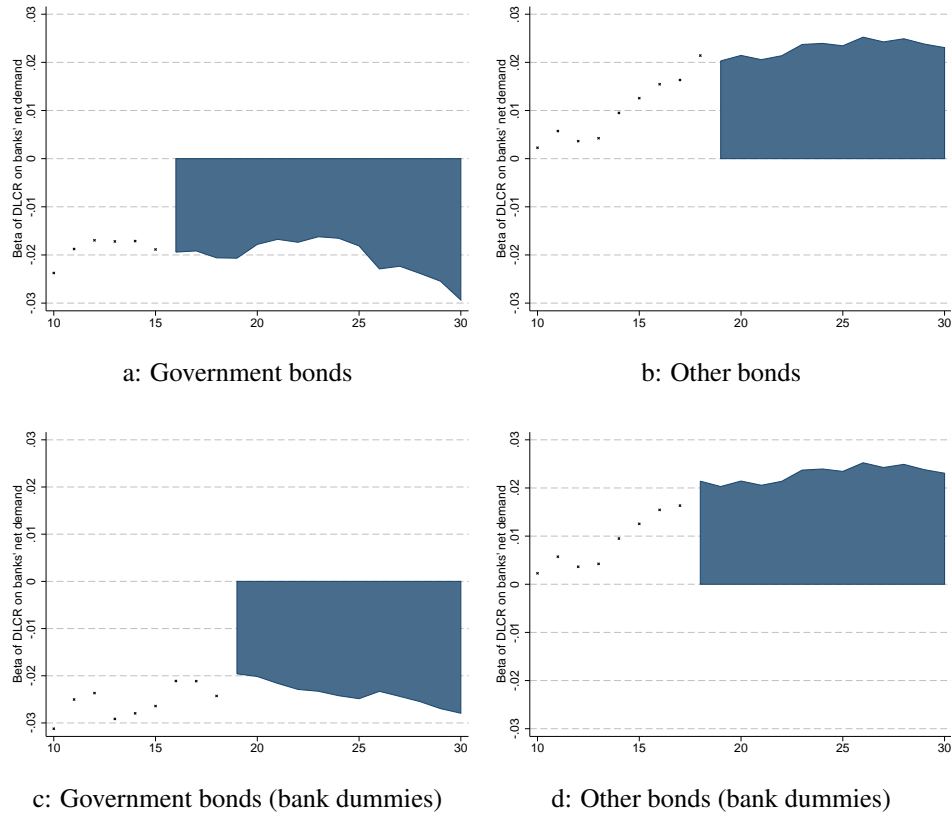 Beta of DLCR on banks' net demand
.03
.02
.01
0
-.01
-.02
-.03
10 15 20 25 30
a: Government bonds
Beta of DLCR on banks' net demand
.03
.02
.01
0
-.01
-.02
-.03
10 15 20 25 30
b: Other bonds
Beta of DLCR on banks' net demand
.03
.02
.01
0
-.01
-.02
-.03
10 15 20 25 30
c: Government bonds (bank dummies)
Beta of DLCR on banks' net demand
.03
.02
.01
0
-.01
-.02
-.03
10 15 20 25 30
d: Other bonds (bank dummies)